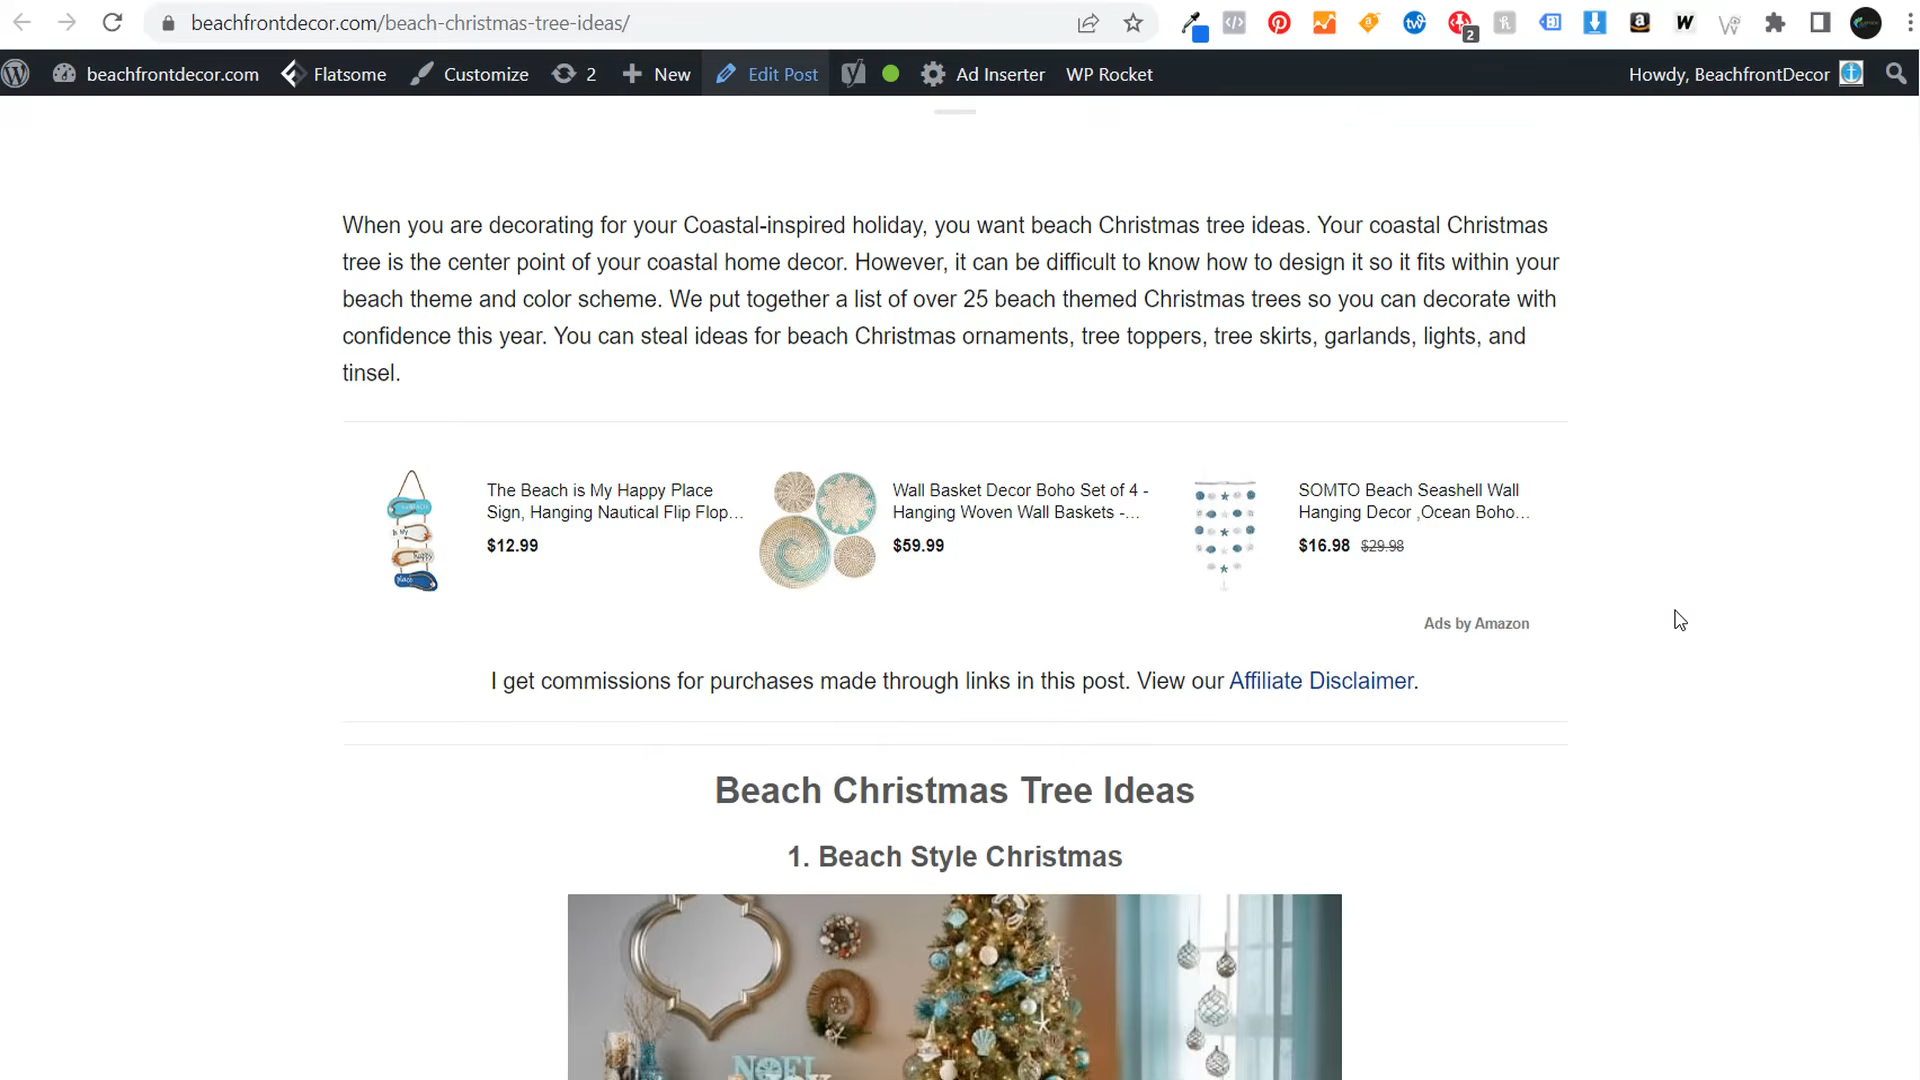 beachfrontdecor.com/beach-christmas-tree-ideas/
2
beachfrontdecor.com Flatsome Customize 2 New Edit Post Ad Inserter WP Rocket Howdy, BeachfrontDecor
When you are decorating for your Coastal-inspired holiday, you want beach Christmas tree ideas. Your coastal Christmas
tree is the center point of your coastal home decor. However, it can be difficult to know how to design it so it fits within your
beach theme and color scheme. We put together a list of over 25 beach themed Christmas trees so you can decorate with
confidence this year. You can steal ideas for beach Christmas ornaments, tree toppers, tree skirts, garlands, lights, and
tinsel.
The Beach is My Happy Place
Sign, Hanging Nautical Flip Flop...
$12.99
Wall Basket Decor Boho Set of 4 -
Hanging Woven Wall Baskets -...
$59.99
SOMTO Beach Seashell Wall
Hanging Decor ,Ocean Boho...
$16.98 $29.98
Ads by Amazon
I get commissions for purchases made through links in this post. View our Affiliate Disclaimer.
Beach Christmas Tree Ideas
1. Beach Style Christmas
NOEL